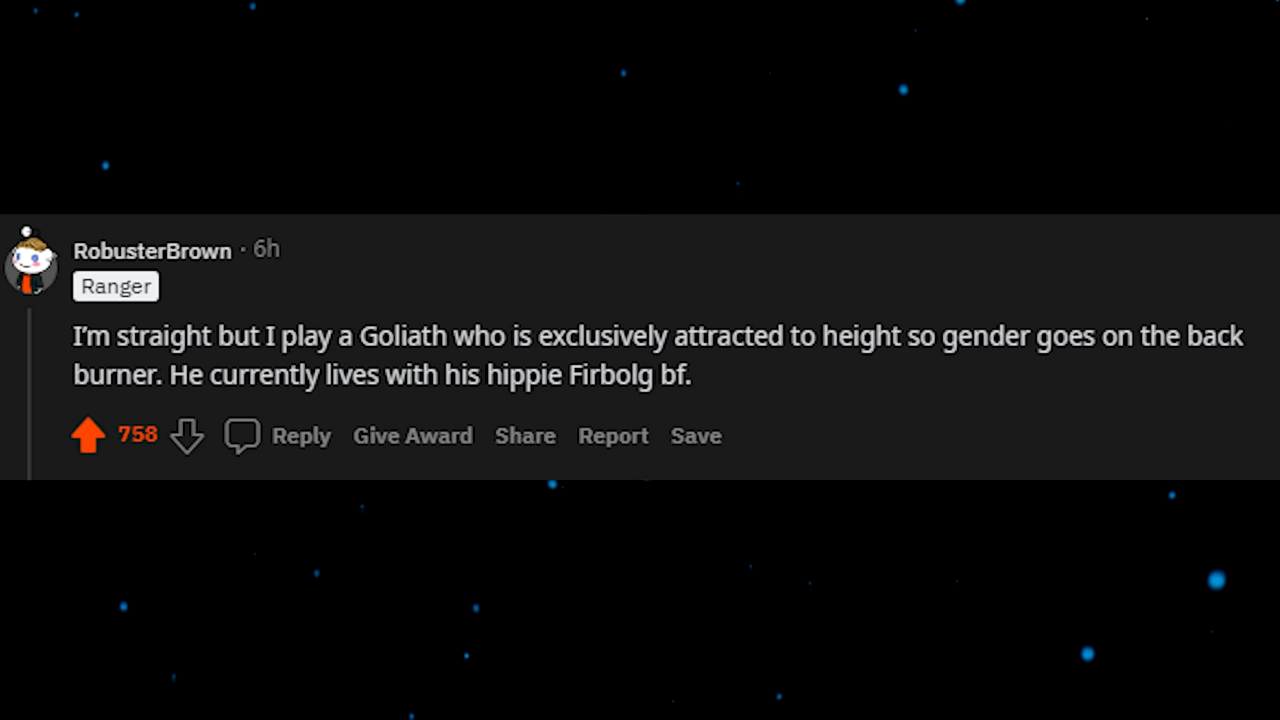 RobusterBrown · 6h
Ranger
I'm straight but I play a Goliath who is exclusively attracted to height so gender goes on the back
burner. He currently lives with his hippie Firbolg bf.
758 Reply Give Award Share Report Save